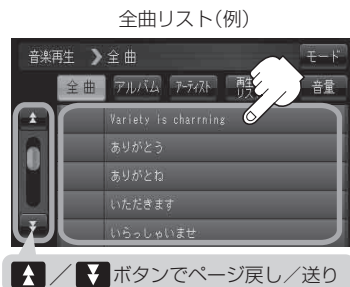 全曲リスト(例)
音楽再生 全曲 モード
全曲 アルバム アーティスト 再生リスト 音量
Variety is charrning
ありがとう
ありがとね
いただきます
いらっしゃいませ
／ ボタンでページ戻し／送り